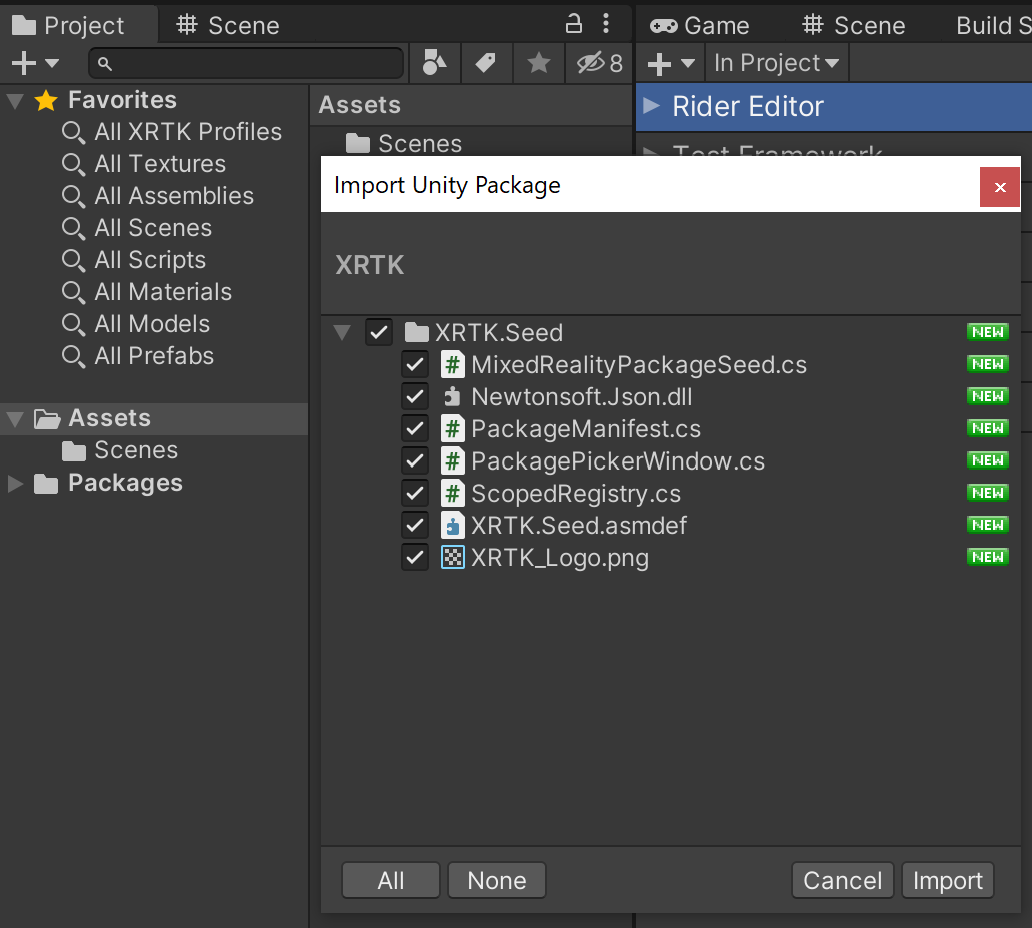 Project
Scene
Game
Scene
Build S
8
In Project
Favorites
All XRTK Profiles
All Textures
All Assemblies
All Scenes
All Scripts
All Materials
All Models
All Prefabs
Assets
Scenes
Packages
Assets
Scenes
Rider Editor
Test Framework
Import Unity Package
XRTK
XRTK.Seed NEW
MixedRealityPackageSeed.cs NEW
Newtonsoft.Json.dll NEW
PackageManifest.cs NEW
PackagePickerWindow.cs NEW
ScopedRegistry.cs NEW
XRTK.Seed.asmdef NEW
XRTK_Logo.png NEW
All None Cancel Import